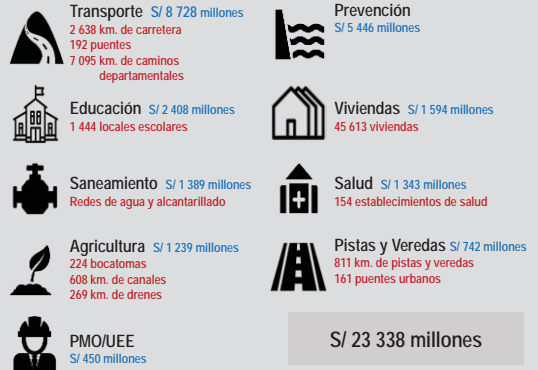 Transporte S/ 8 728 millones
2 638 km. de carretera
192 puentes
7 095 km. de caminos
departamentales
Prevención
S/ 5 446 millones
Educación S/ 2 408 millones
1 444 locales escolares
Viviendas S/ 1 594 millones
45 613 viviendas
Saneamiento S/ 1 389 millones
Redes de agua y alcantarillado
Salud S/ 1 343 millones
154 establecimientos de salud
Agricultura S/ 1 239 millones
224 bocatomas
608 km. de canales
269 km. de drenes
Pistas y Veredas S/ 742 millones
811 km. de pistas y veredas
161 puentes urbanos
PMO/UEE
S/ 450 millones
S/ 23 338 millones